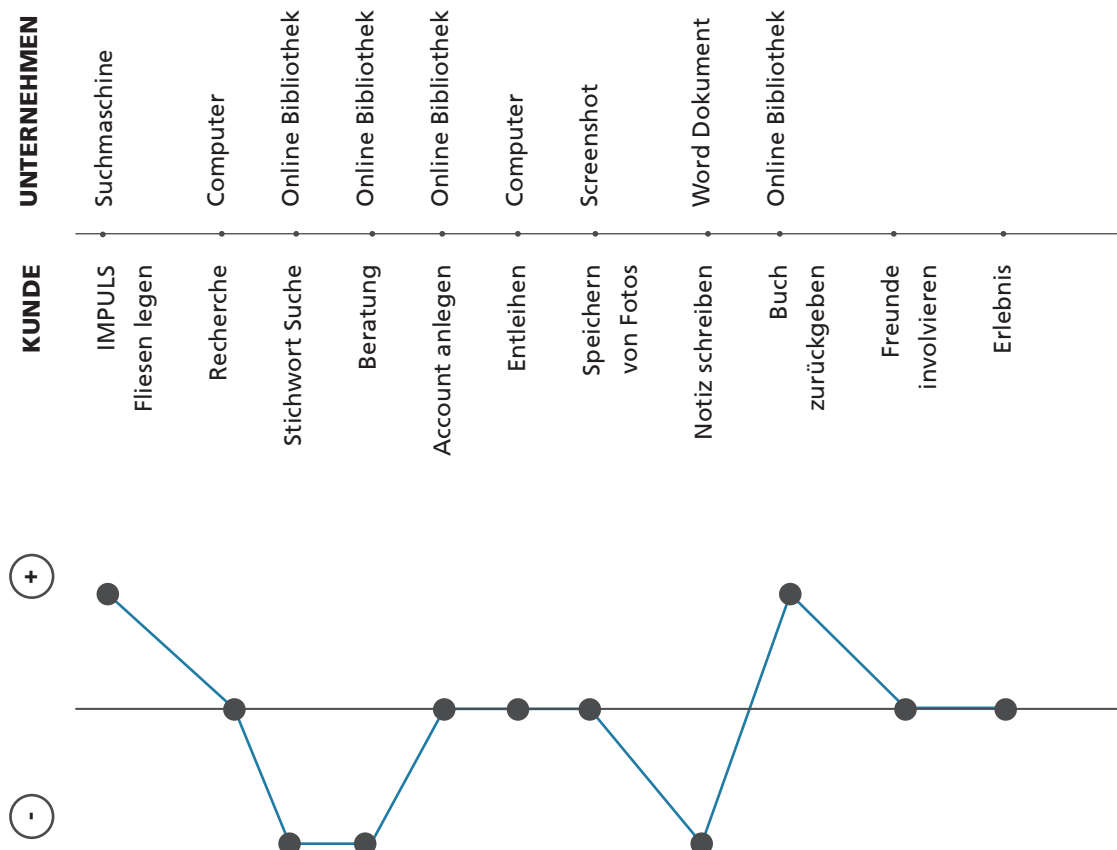 UNTERNEHMEN
Suchmaschine
Computer
Online Bibliothek
Online Bibliothek
Online Bibliothek
Computer
Screenshot
Word Dokument
Online Bibliothek
KUNDE
IMPULS
Fliesen legen
Recherche
Stichwort Suche
Beratung
Account anlegen
Entleihen
Speichern
von Fotos
Notiz schreiben
Buch
zurückgeben
Freunde
involvieren
Erlebnis
+
-